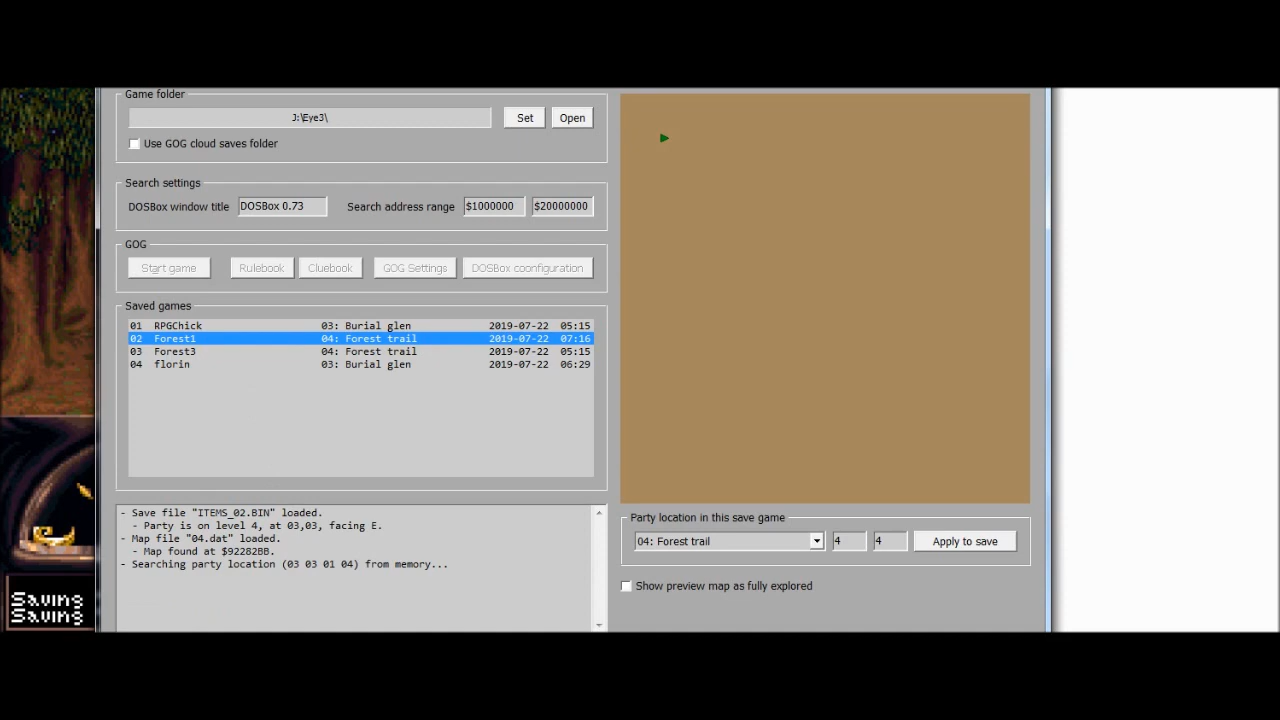 Game folder
J:\Eye3\
Set
Open
Use GOG cloud saves folder
Search settings
DOSBox window title
DOSBox 0.73
Search address range
$1000000
$20000000
GOG
Start game
Rulebook
Cluebook
GOG Settings
DOSBox coonfiguration
Saved games
01 RPGChick 03: Burial glen 2019-07-22 05:15
02 Forest1 04: Forest trail 2019-07-22 07:16
03 Forest3 04: Forest trail 2019-07-22 05:15
04 florin 03: Burial glen 2019-07-22 06:29
- Save file "ITEMS_02.BIN" loaded.
- Party is on level 4, at 03,03, facing E.
- Map file "04.dat" loaded.
- Map found at $92282BB.
- Searching party location (03 03 01 04) from memory...
Party location in this save game
04: Forest trail
4
4
Apply to save
Show preview map as fully explored
Saving
Saving